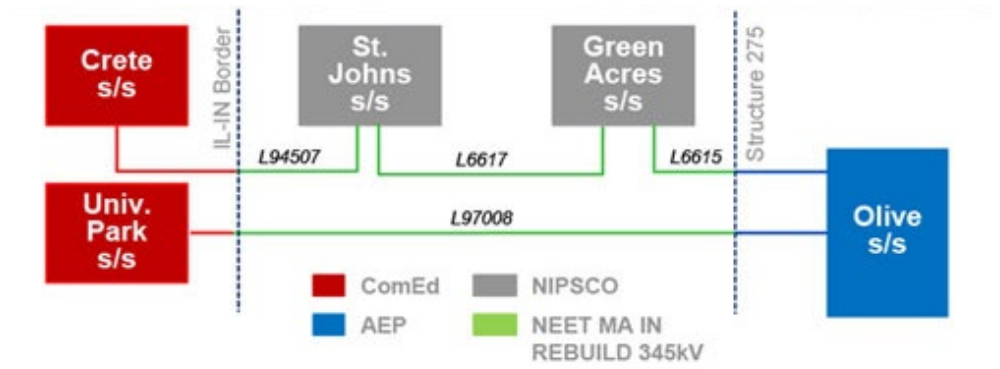 Crete
s/s
IL-IN Border
St.
Johns
s/s
Green
Acres
s/s
Structure 275
L94507
L6617
L6615
Univ.
Park
s/s
L97008
Olive
s/s
ComEd
NIPSCO
AEP
NEET MA IN
REBUILD 345kV